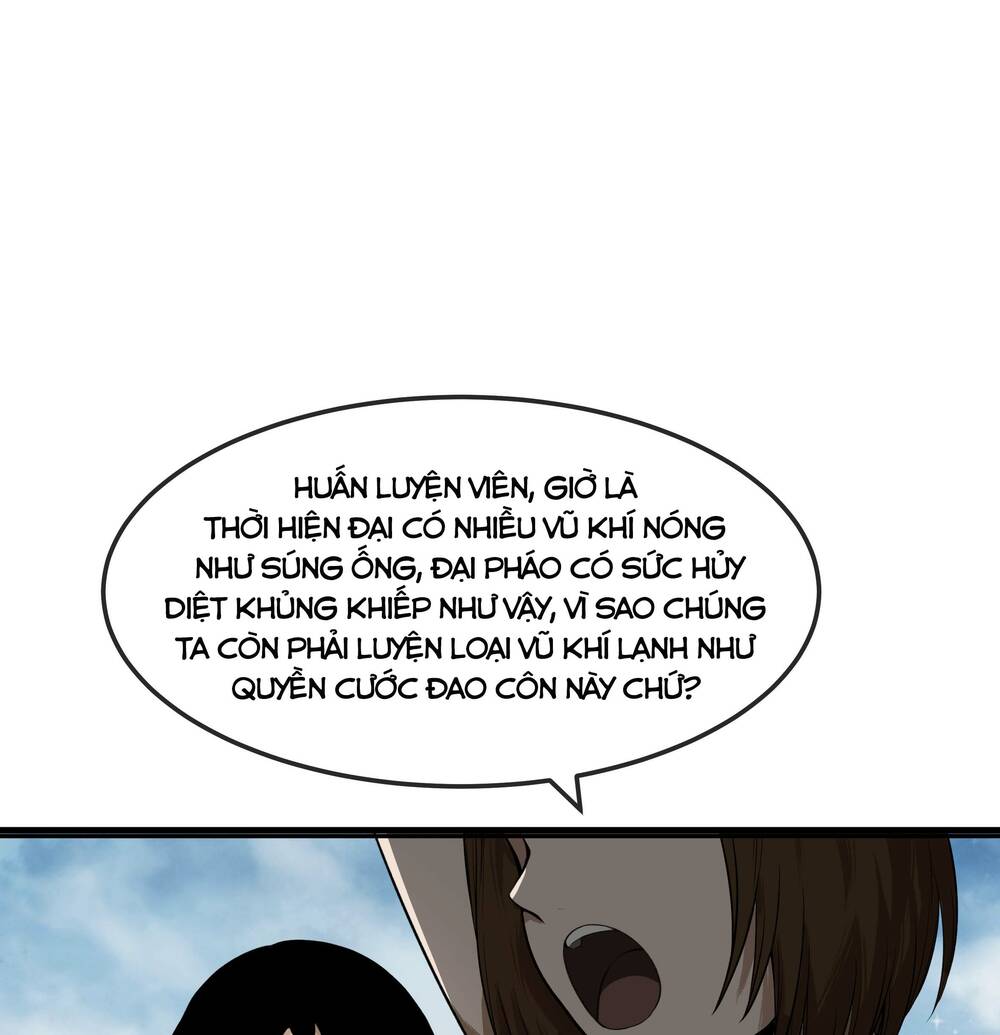 HUẤN LUYỆN VIÊN, GIỜ LÀ
THỜI HIỆN ĐẠI CÓ NHIỀU VŨ KHÍ NÓNG
NHƯ SÚNG ỐNG, ĐẠI PHÁO CÓ SỨC HỦY
DIỆT KHỦNG KHIẾP NHƯ VẬY, VÌ SAO CHÚNG
TA CÒN PHẢI LUYỆN LOẠI VŨ KHÍ LẠNH NHƯ
QUYỀN CƯỚC ĐAO CÔN NÀY CHỨ?